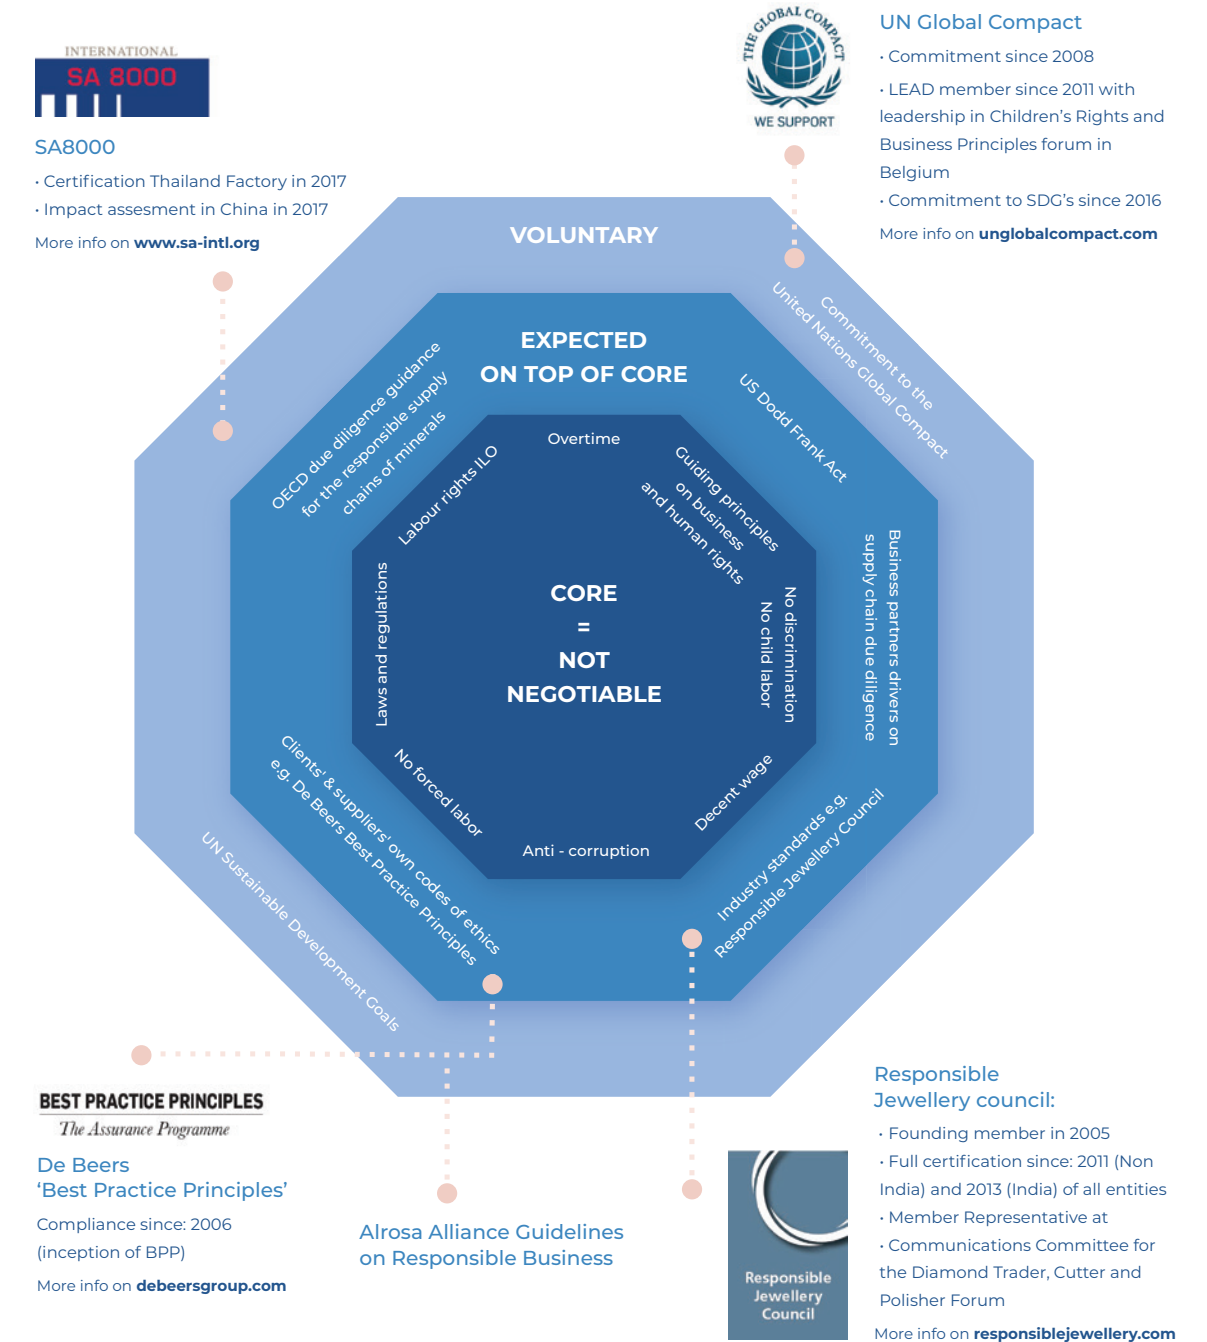 INTERNATIONAL
SA 8000
SA8000
• Certification Thailand Factory in 2017
• Impact assesment in China in 2017
More info on www.sa-intl.org
THE GLOBAL COMPACT
WE SUPPORT
UN Global Compact
• Commitment since 2008
• LEAD member since 2011 with
leadership in Children’s Rights and
Business Principles forum in
Belgium
• Commitment to SDG’s since 2016
More info on unglobalcompact.com
VOLUNTARY
Commitment to the
United Nations Global Compact
UN Sustainable Development Goals
EXPECTED
ON TOP OF CORE
OECD due diligence guidance
for the responsible supply
chains of minerals
US Dodd Frank Act
Business partners drivers on
supply chain due diligence
Industry standards e.g.
Responsible Jewellery Council
Clients' & suppliers' own codes of ethics
e.g. De Beers Best Practice Principles
Overtime
Labour rights ILO
Guiding principles
on business
and human rights
Laws and regulations
CORE
=
NOT
NEGOTIABLE
No discrimination
No child labor
No forced labor
Decent wage
Anti - corruption
BEST PRACTICE PRINCIPLES
The Assurance Programme
De Beers
‘Best Practice Principles’
Compliance since: 2006
(inception of BPP)
More info on debeersgroup.com
Alrosa Alliance Guidelines
on Responsible Business
Responsible
Jewellery
Council
Responsible
Jewellery council:
• Founding member in 2005
• Full certification since: 2011 (Non
India) and 2013 (India) of all entities
• Member Representative at
• Communications Committee for
the Diamond Trader, Cutter and
Polisher Forum
More info on responsiblejewellery.com